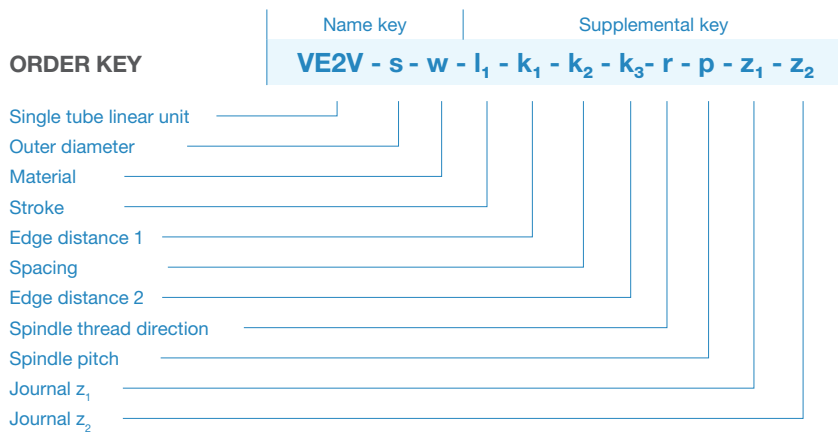 Name key Supplemental key
ORDER KEY VE2V - s - w - l₁ - k₁ - k₂ - k₃- r - p - z₁ - z₂
Single tube linear unit
Outer diameter
Material
Stroke
Edge distance 1
Spacing
Edge distance 2
Spindle thread direction
Spindle pitch
Journal z₁
Journal z₂